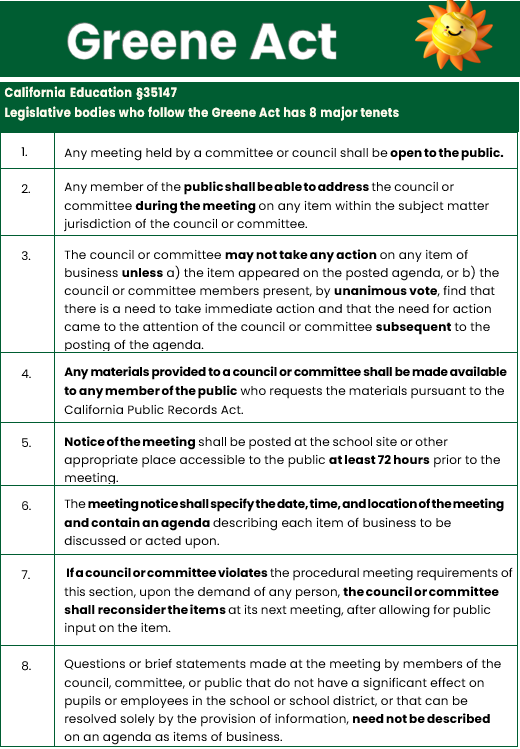 Greene Act
California Education §35147
Legislative bodies who follow the Greene Act has 8 major tenets
1. Any meeting held by a committee or council shall be open to the public.
2. Any member of the public shall be able to address the council or
committee during the meeting on any item within the subject matter
jurisdiction of the council or committee.
3. The council or committee may not take any action on any item of
business unless a) the item appeared on the posted agenda, or b) the
council or committee members present, by unanimous vote, find that
there is a need to take immediate action and that the need for action
came to the attention of the council or committee subsequent to the
posting of the agenda.
4. Any materials provided to a council or committee shall be made available
to any member of the public who requests the materials pursuant to the
California Public Records Act.
5. Notice of the meeting shall be posted at the school site or other
appropriate place accessible to the public at least 72 hours prior to the
meeting.
6. The meeting notice shall specify the date, time, and location of the meeting
and contain an agenda describing each item of business to be
discussed or acted upon.
7. If a council or committee violates the procedural meeting requirements of
this section, upon the demand of any person, the council or committee
shall reconsider the items at its next meeting, after allowing for public
input on the item.
8. Questions or brief statements made at the meeting by members of the
council, committee, or public that do not have a significant effect on
pupils or employees in the school or school district, or that can be
resolved solely by the provision of information, need not be described
on an agenda as items of business.